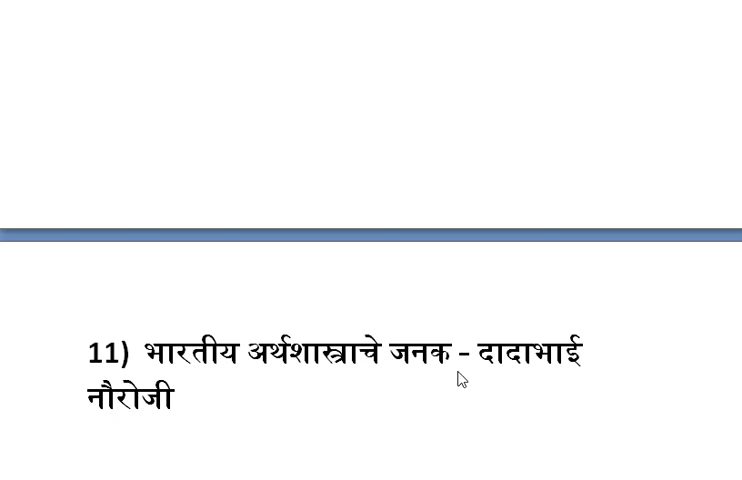 11) भारतीय अर्थशास्त्राचे जनक - दादाभाई
नौरोजी